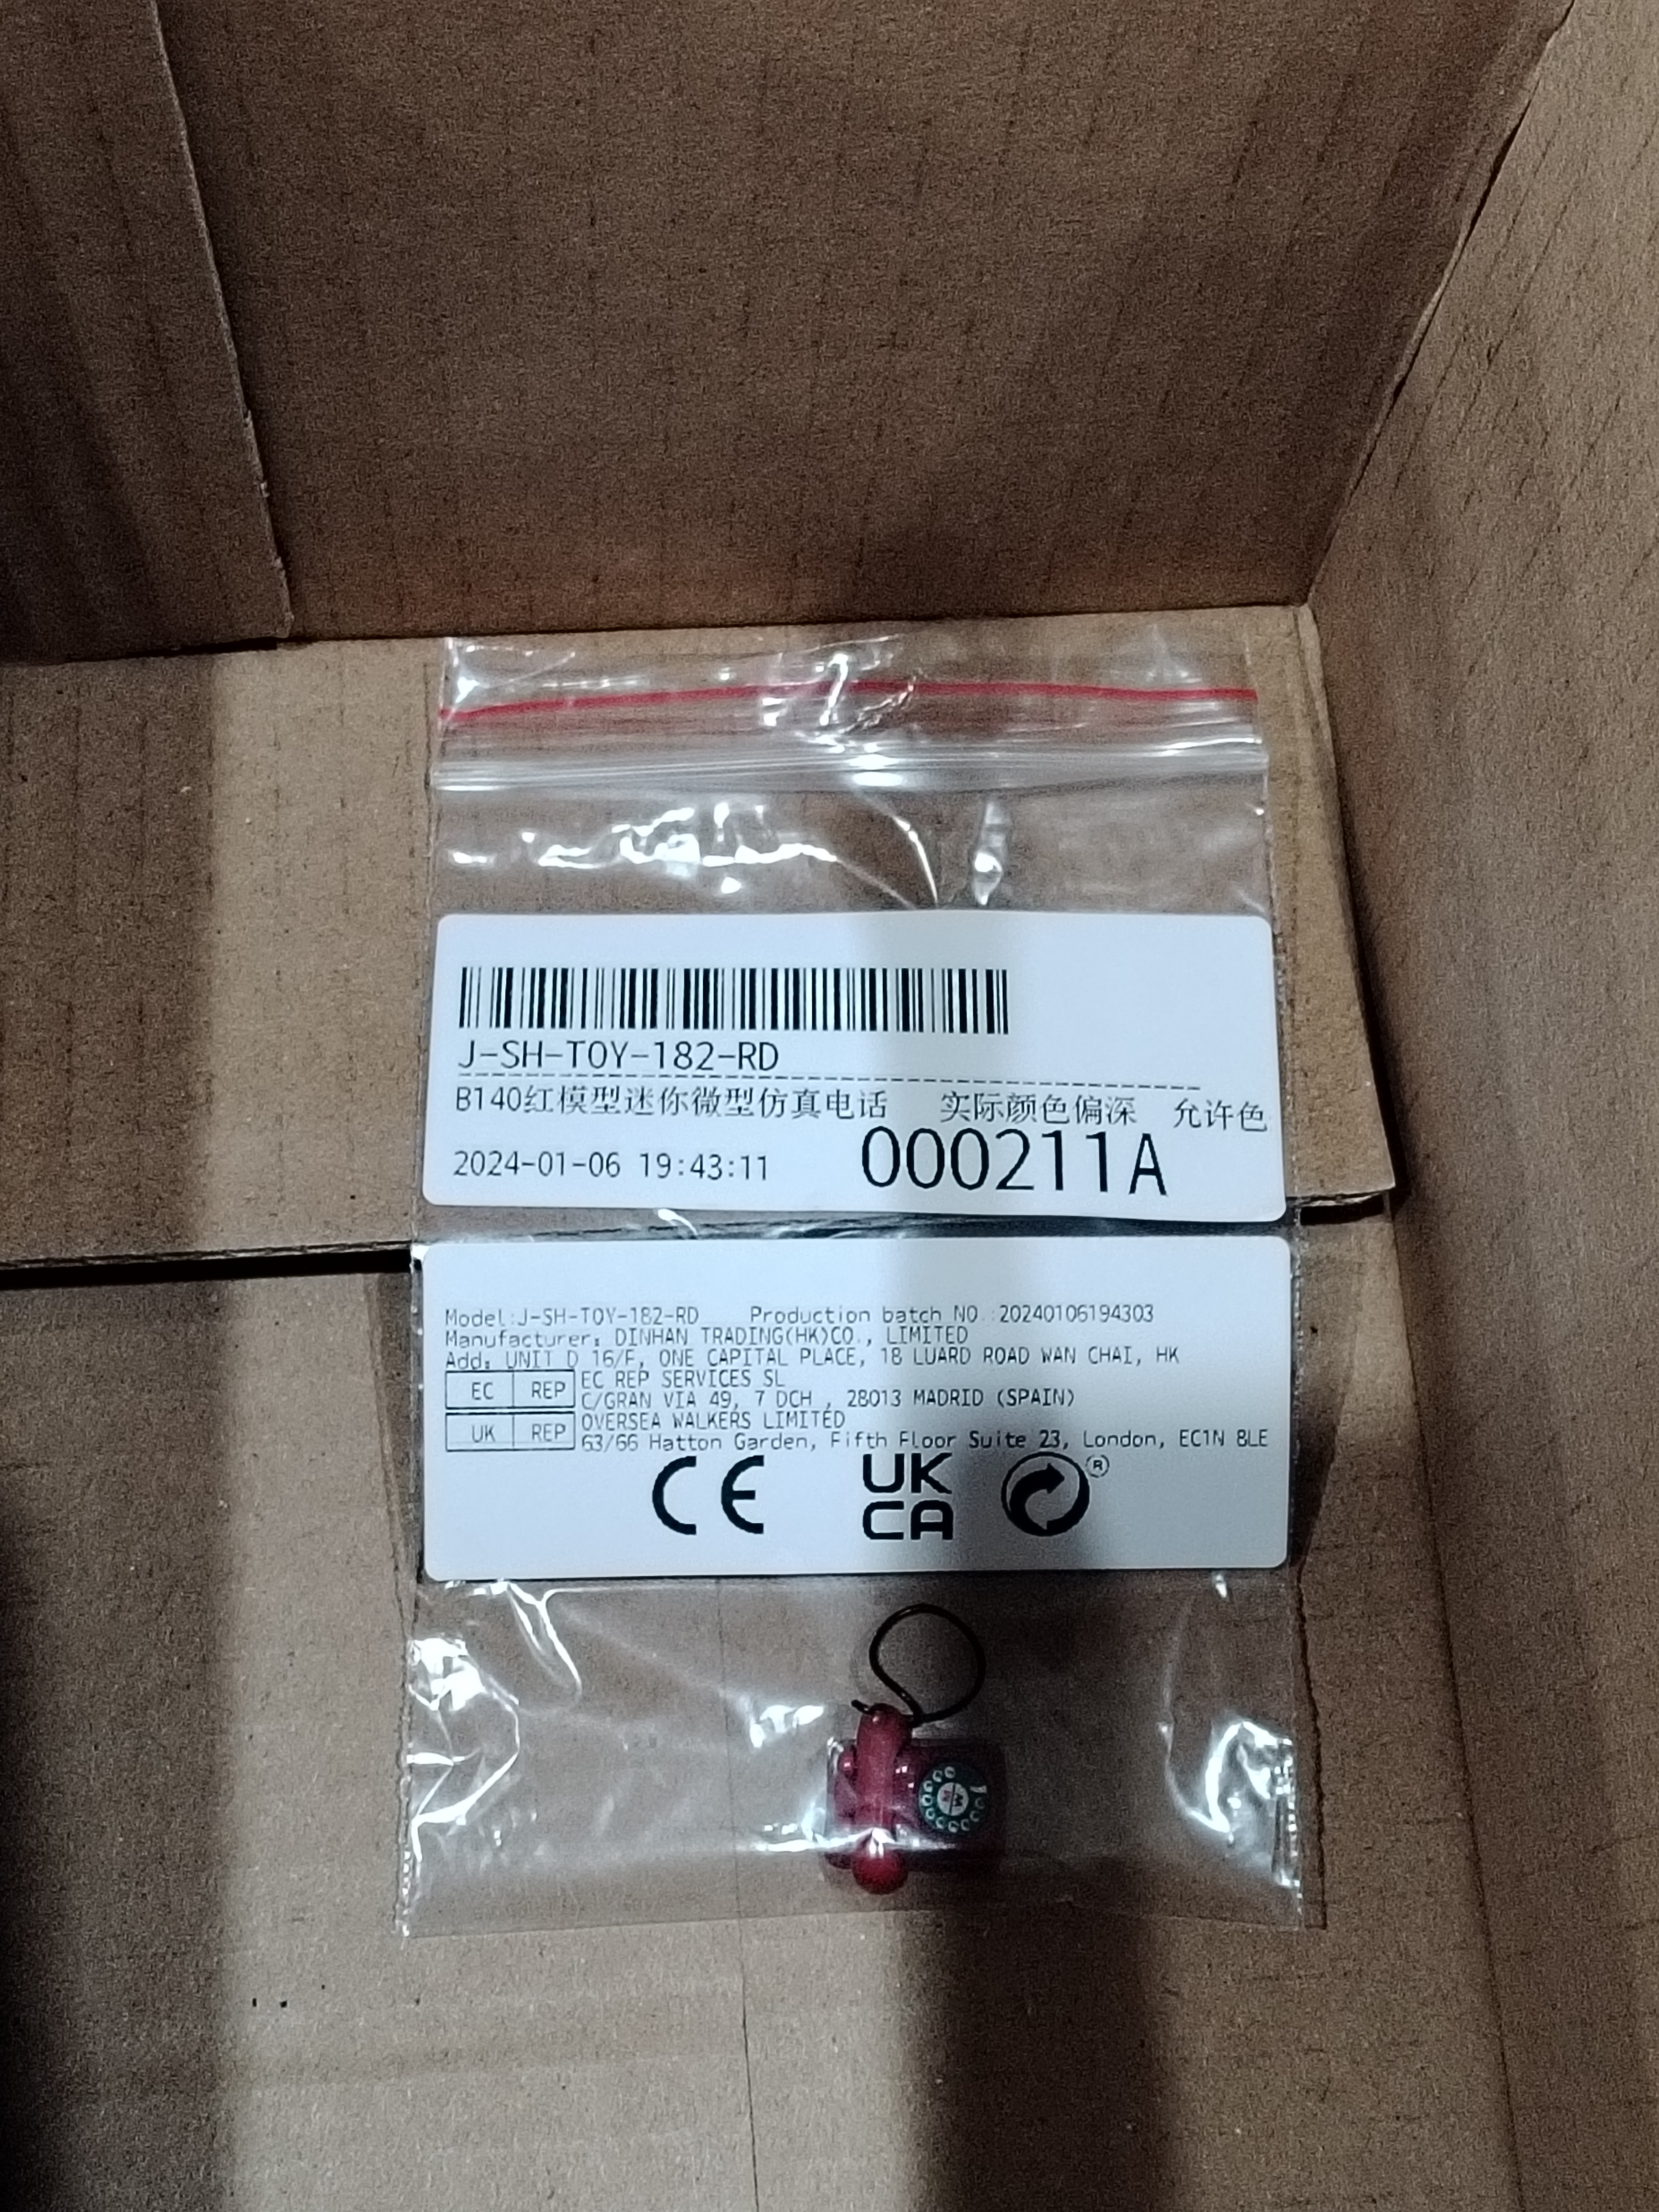 J-SH-TOY-182-RD
B140红模型迷你微型仿真电话 实际颜色偏深 允许色
2024-01-06 19:43:11 000211A
Model:J-SH-TOY-182-RD Production batch NO.:20240106194303
Manufacturer: DINHAN TRADING(HK)CO., LIMITED
Add: UNIT D 16/F, ONE CAPITAL PLACE, 18 LUARD ROAD WAN CHAI, HK
EC REP EC REP SERVICES SL
C/GRAN VIA 49, 7 DCH , 28013 MADRID (SPAIN)
UK REP OVERSEA WALKERS LIMITED
63/66 Hatton Garden, Fifth Floor Suite 23, London, EC1N 8LE
CE UK CA ®